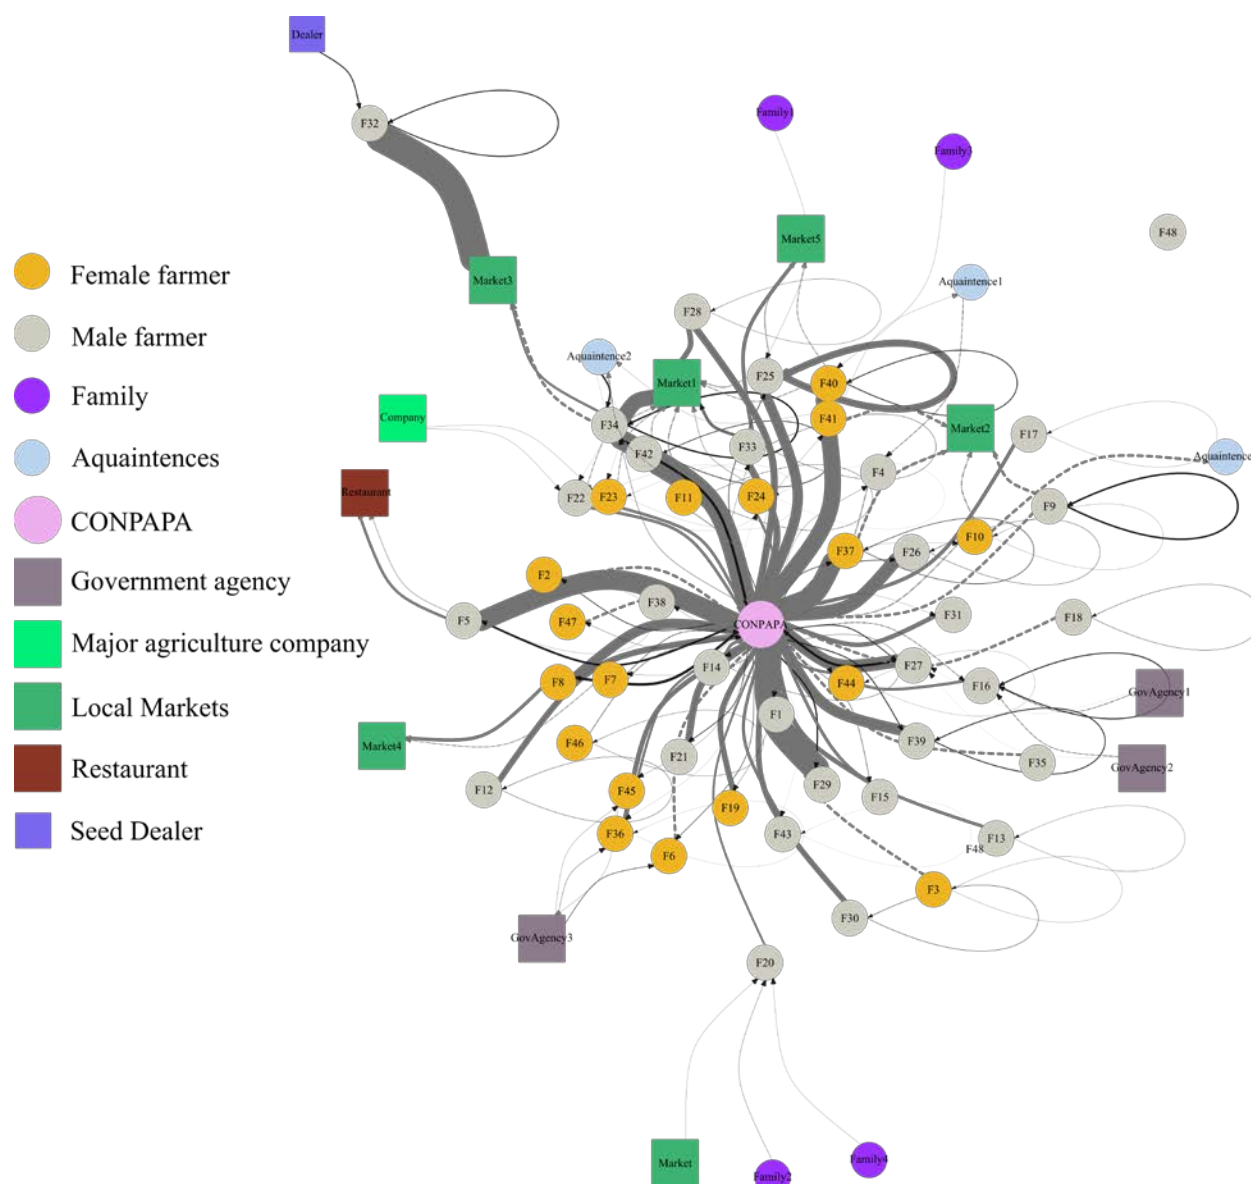 Dealer
F32
Family1
Family3
F48
Market5
Female farmer
Market3
Aquaintence1
Male farmer
F28
Aquaintence2
Market1
F25
F40
Family
Company
F41
F34
Market2
F17
F33
F42
Aquaintences
Aquaintence
F4
Restaurant
F22
F23
F11
F24
F9
CONPAPA
F10
F37
F26
Government agency
F2
F38
F31
F18
F5
F47
CONPAPA
Major agriculture company
F14
F27
F8
F7
F44
F16
GovAgency1
Local Markets
F1
F46
Market4
F39
F21
F35
GovAgency2
Restaurant
F29
F12
F45
F15
F19
Seed Dealer
F36
F43
F13
F48
F6
F3
F30
GovAgency3
F20
Market
Family4
Family2